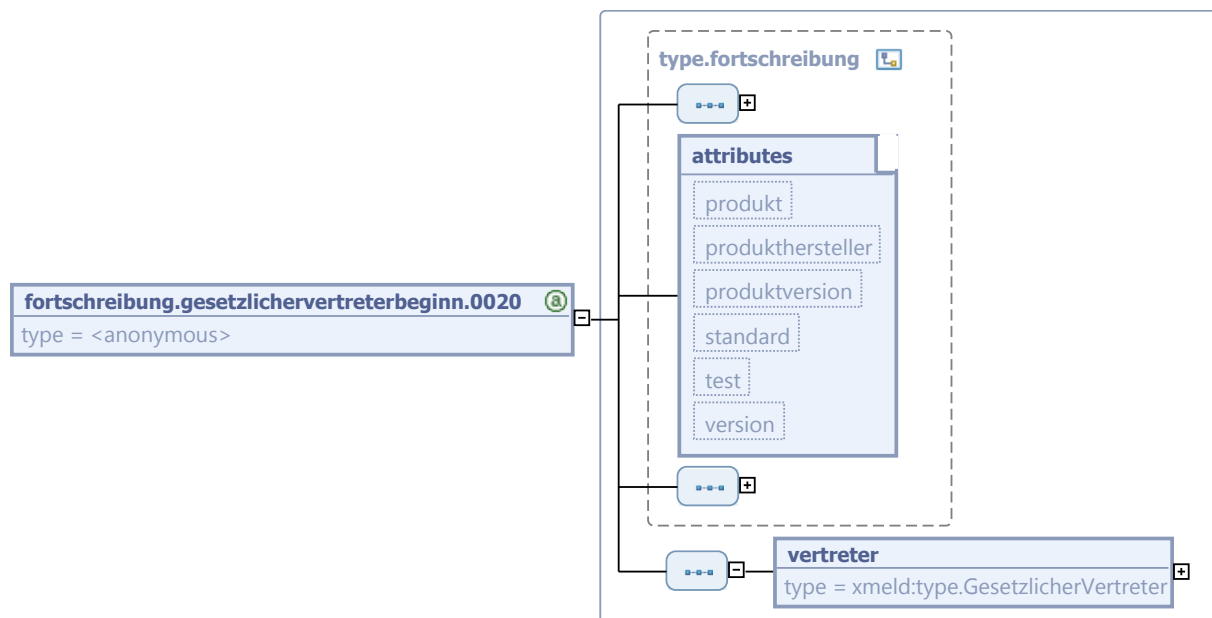 type.fortschreibung
attributes
produkt
produkthersteller
produktversion
standard
test
version
fortschreibung.gesetzlichervertreterbeginn.0020 a
type = <anonymous>
vertreter
type = xmeld:type.GesetzlicherVertreter